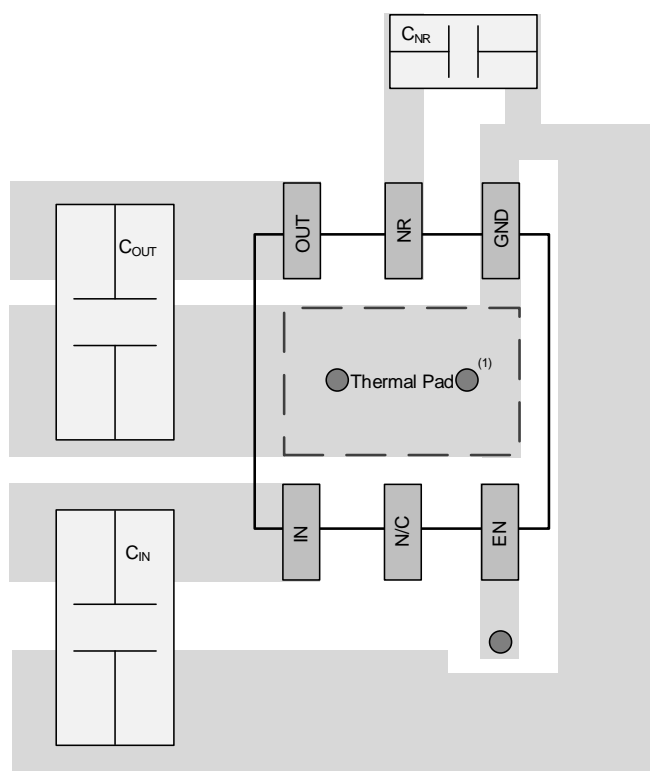 CNR
OUT
NR
GND
COUT
Thermal Pad(1)
IN
N/C
EN
CIN